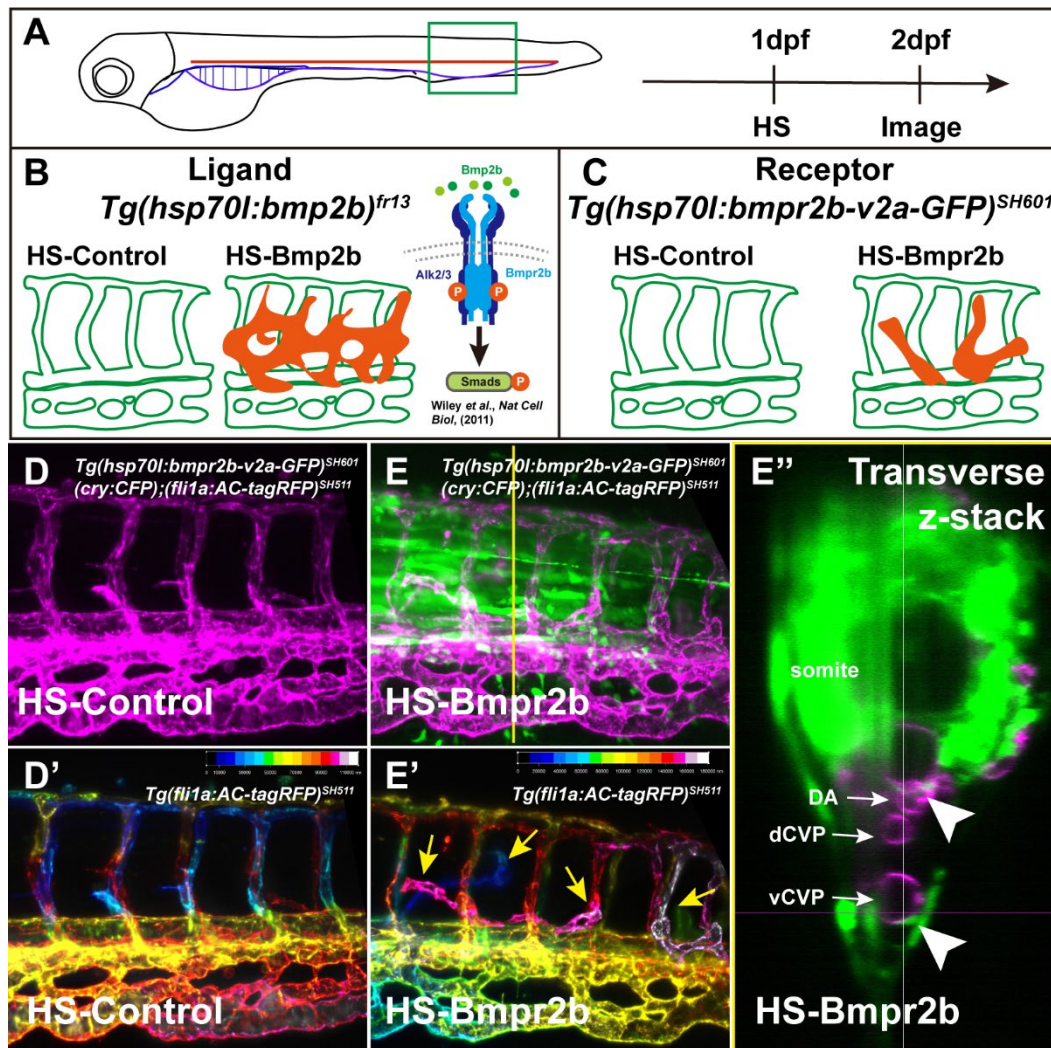 A
1dpf
2dpf
HS
Image
B
Ligand
Tg(hsp70l:bmp2b)fr13
HS-Control
HS-Bmp2b
Bmp2b
Alk2/3
Bmpr2b
P
P
Smads
P
Wiley et al., Nat Cell
Biol, (2011)
C
Receptor
Tg(hsp70l:bmpr2b-v2a-GFP)SH601
HS-Control
HS-Bmpr2b
D
Tg(hsp70l:bmpr2b-v2a-GFP)SH601
(cry:CFP);(fli1a:AC-tagRFP)SH511
HS-Control
E
Tg(hsp70l:bmpr2b-v2a-GFP)SH601
(cry:CFP);(fli1a:AC-tagRFP)SH511
HS-Bmpr2b
E”
Transverse
z-stack
somite
DA
dCVP
vCVP
HS-Bmpr2b
D’
Tg(fli1a:AC-tagRFP)SH511
HS-Control
E’
Tg(fli1a:AC-tagRFP)SH511
HS-Bmpr2b